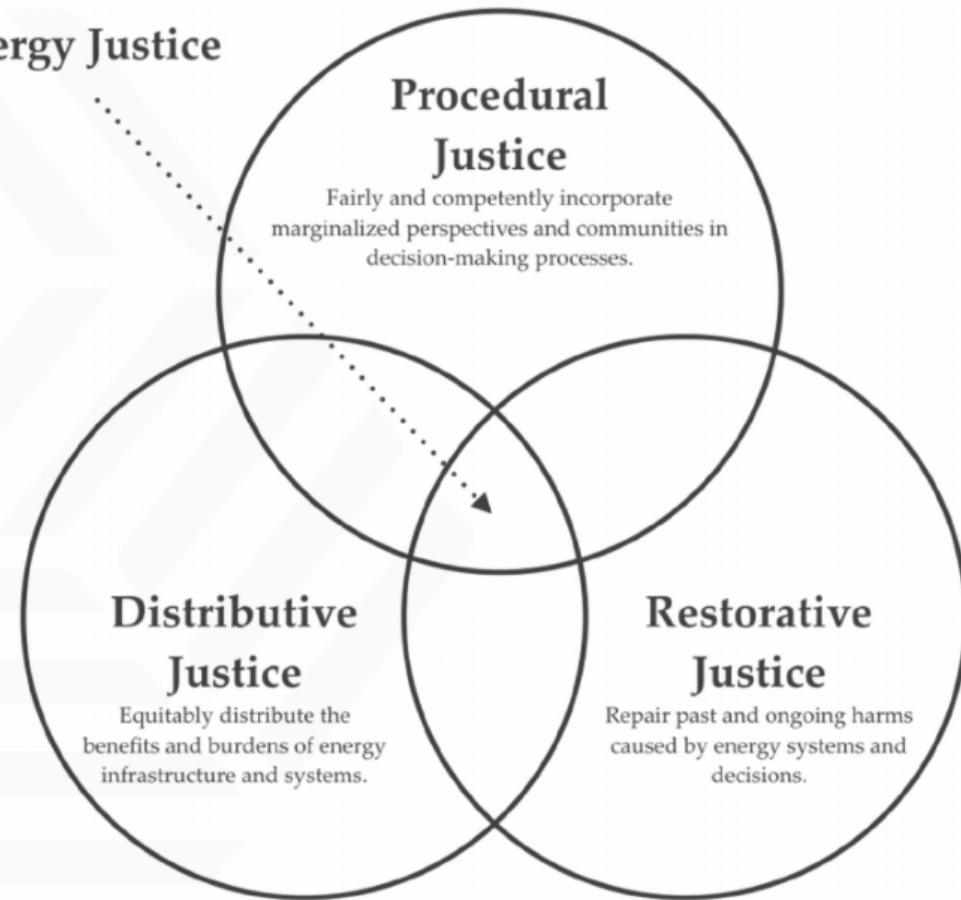 ergy Justice
Procedural
Justice
Fairly and competently incorporate
marginalized perspectives and communities in
decision-making processes.
Distributive
Justice
Equitably distribute the
benefits and burdens of energy
infrastructure and systems.
Restorative
Justice
Repair past and ongoing harms
caused by energy systems and
decisions.